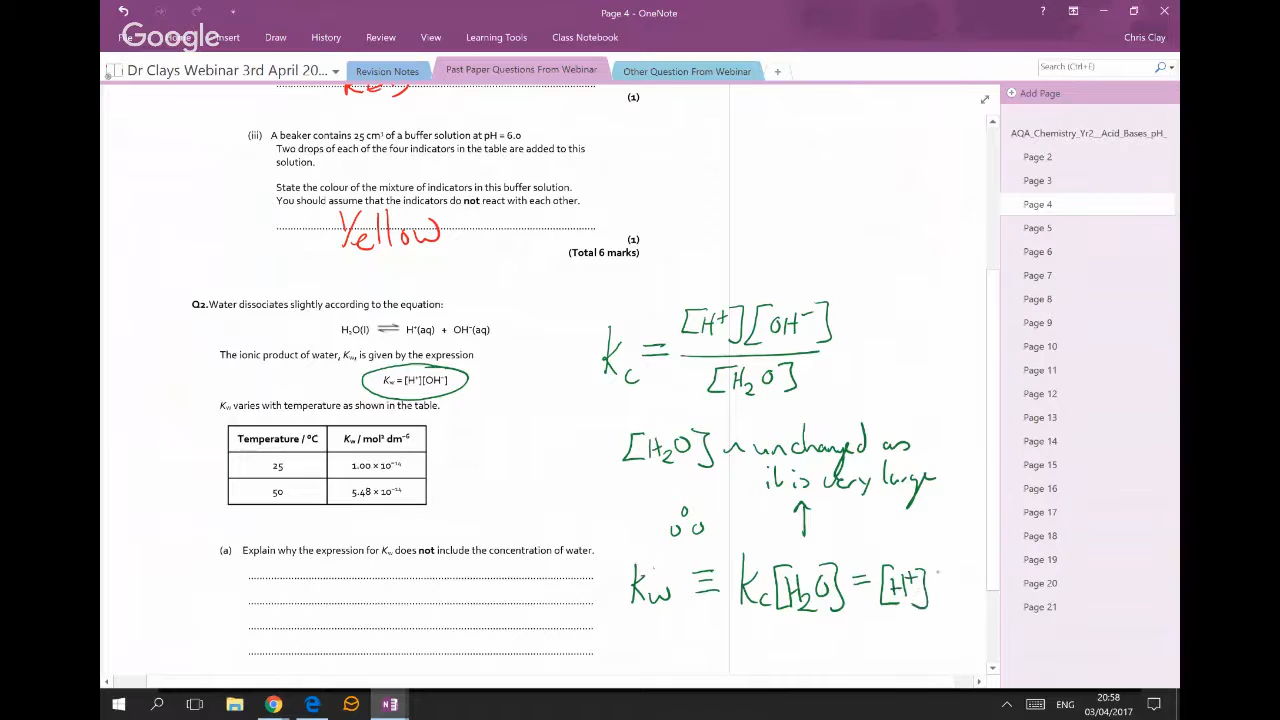 Page 4 - OneNote
Google
Insert Draw History Review View Learning Tools Class Notebook
Chris Clay
Dr Clays Webinar 3rd April 20...
Revision Notes
Past Paper Questions From Webinar
Other Question From Webinar
+
Search (Ctrl+E)
Add Page
AQA_Chemistry_Yr2__Acid_Bases_pH_
Page 2
Page 3
Page 4
Page 5
Page 6
Page 7
Page 8
Page 9
Page 10
Page 11
Page 12
Page 13
Page 14
Page 15
Page 16
Page 17
Page 18
Page 19
Page 20
Page 21
(1)
(iii) A beaker contains 25 cm³ of a buffer solution at pH = 6.0
Two drops of each of the four indicators in the table are added to this
solution.
State the colour of the mixture of indicators in this buffer solution.
You should assume that the indicators do not react with each other.
Yellow
(1)
(Total 6 marks)
Q2.Water dissociates slightly according to the equation:
H₂O(l) ⇌ H⁺(aq) + OH⁻(aq)
The ionic product of water, Kw, is given by the expression
Kw = [H⁺][OH⁻]
Kw varies with temperature as shown in the table.
Temperature / °C Kw / mol² dm⁻⁶
25 1.00 × 10⁻¹⁴
50 5.48 × 10⁻¹⁴
(a) Explain why the expression for Kw does not include the concentration of water.
Kc = [H⁺][OH⁻]
[H₂O]
[H₂O] unchanged as
it is very large
↑
Kw ≡ Kc[H₂O] = [H⁺]
ENG
20:58
03/04/2017